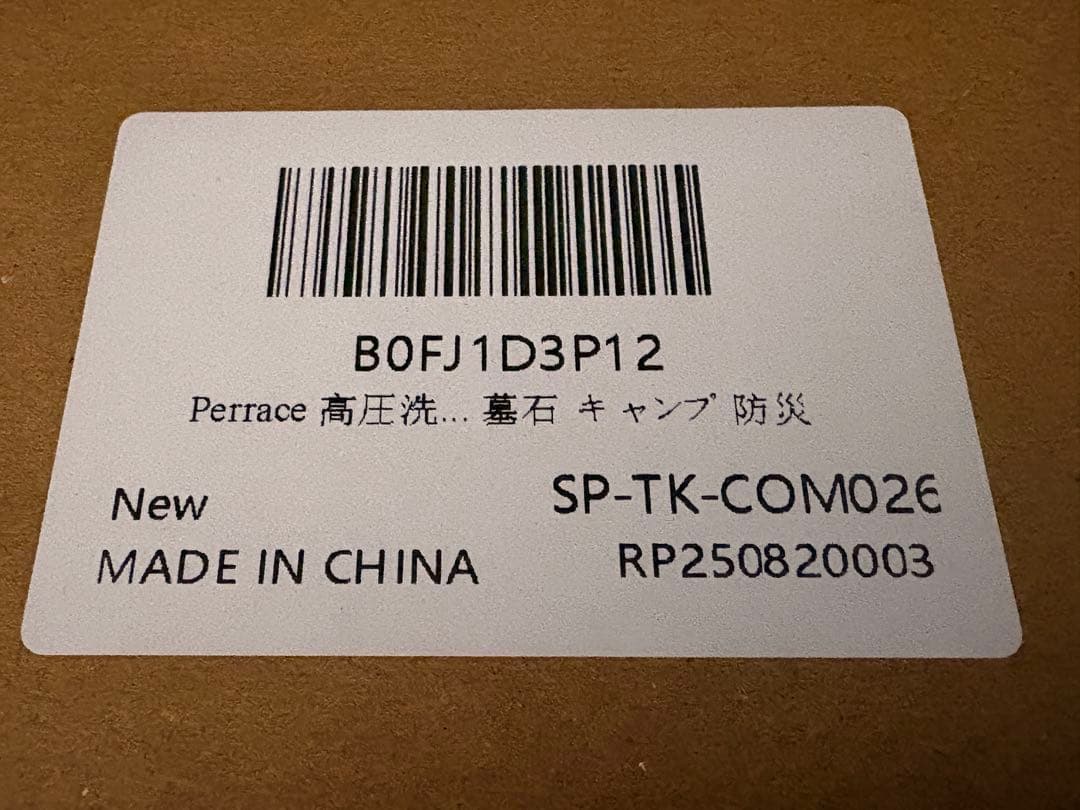 B0FJ1D3P12
Perrace 高圧洗... 墓石 キャンプ 防災
New
SP-TK-COM026
MADE IN CHINA
RP250820003